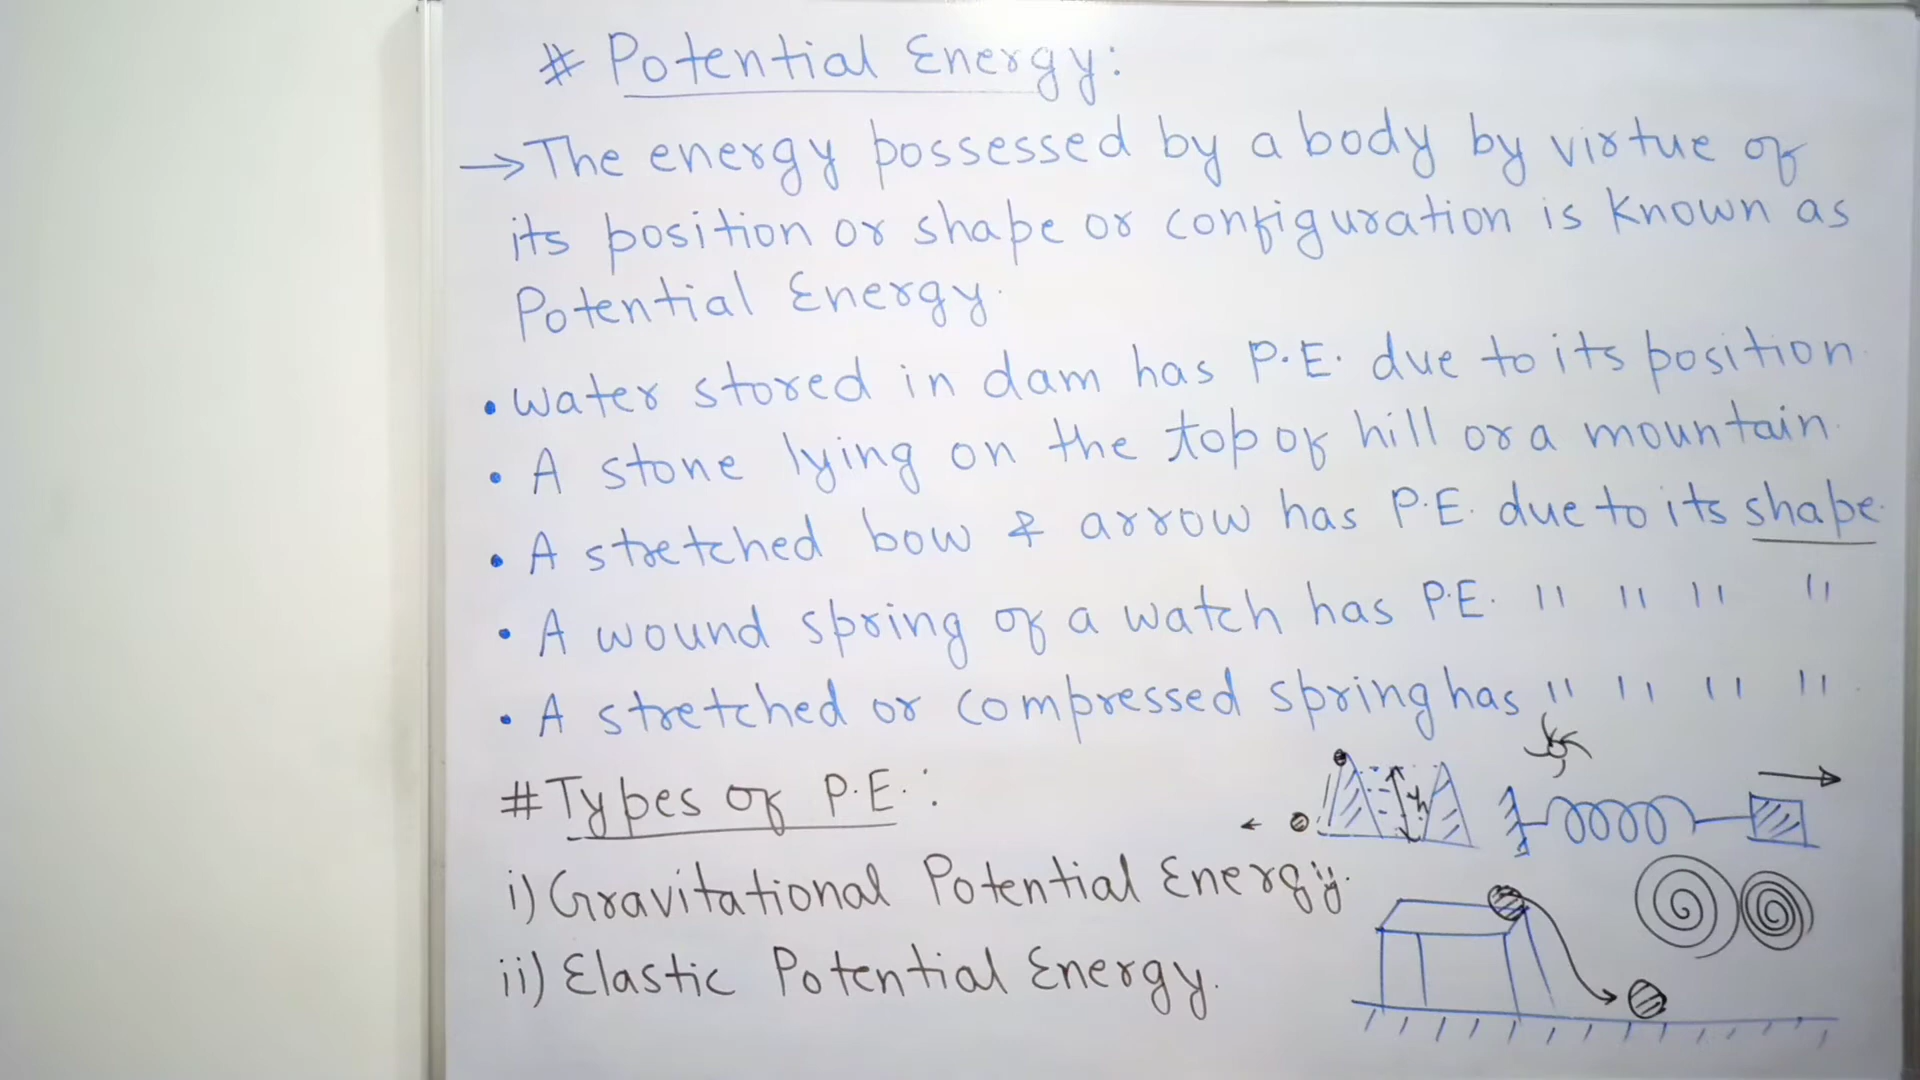 # Potential Energy:
→ The energy possessed by a body by virtue of
its position or shape or configuration is known as
Potential Energy.
• Water stored in dam has P.E. due to its position.
• A stone lying on the top of hill or a mountain.
• A stretched bow & arrow has P.E. due to its shape.
• A wound spring of a watch has P.E. " " " "
• A stretched or compressed spring has " " " "
# Types of P.E.:
h
i) Gravitational Potential Energy.
ii) Elastic Potential Energy.